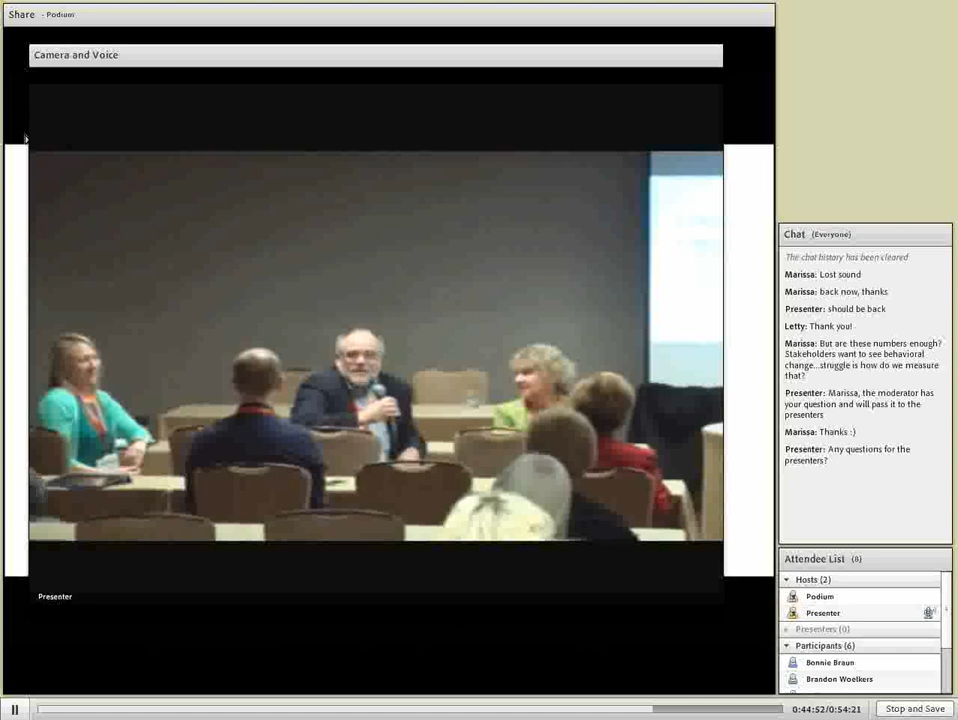 Share - Podium
Camera and Voice
Presenter
Chat (Everyone)
The chat history has been cleared
Marissa: Lost sound
Marissa: back now, thanks
Presenter: should be back
Letty: Thank you!
Marissa: But are these numbers enough?
Stakeholders want to see behavioral
change...struggle is how do we measure
that?
Presenter: Marissa, the moderator has
your question and will pass it to the
presenters
Marissa: Thanks :)
Presenter: Any questions for the
presenters?
Attendee List (8)
Hosts (2)
Podium
Presenter
Presenters (0)
Participants (6)
Bonnie Braun
Brandon Woelkers
0:44:52/0:54:21
Stop and Save